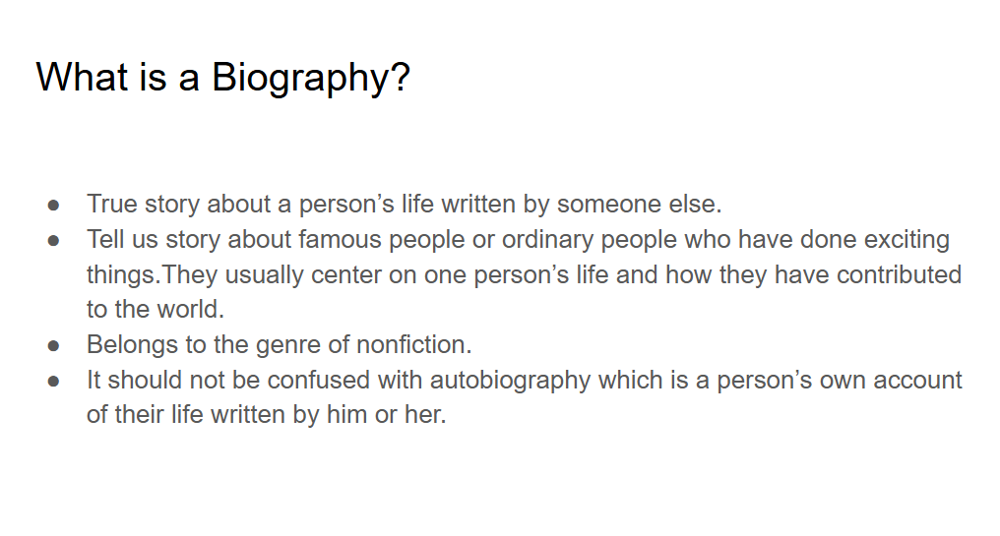 What is a Biography?
● True story about a person’s life written by someone else.
● Tell us story about famous people or ordinary people who have done exciting
things.They usually center on one person’s life and how they have contributed
to the world.
● Belongs to the genre of nonfiction.
● It should not be confused with autobiography which is a person’s own account
of their life written by him or her.